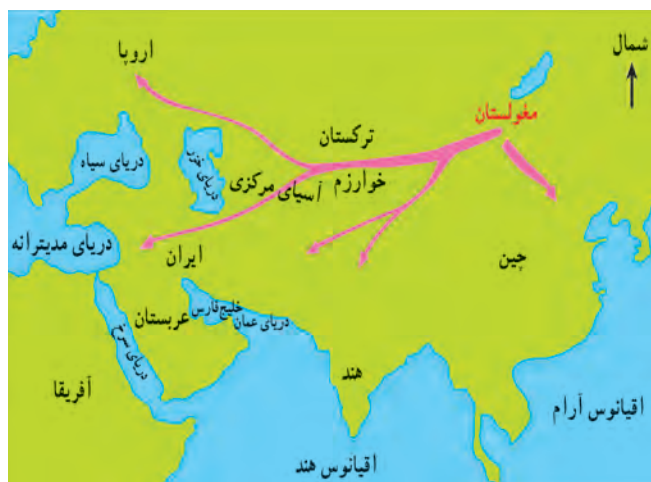 شمال
اروپا
مغولستان
ترکستان
دریای سیاه
دریای خزر
خوارزم
آسیای مرکزی
دریای مدیترانه
ایران
چین
خلیج فارس
دریای عمان
عربستان
دریای سرخ
هند
آفریقا
اقیانوس آرام
اقیانوس هند